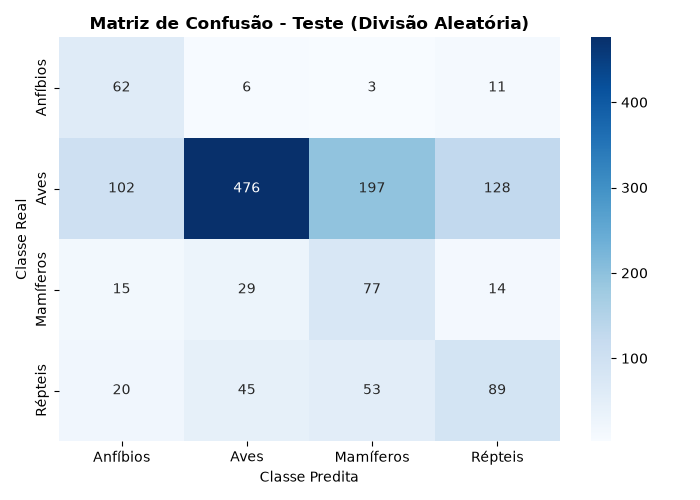 Matriz de Confusão - Teste (Divisão Aleatória)
Classe Real
Anfíbios 62 6 3 11
Aves 102 476 197 128
Mamíferos 15 29 77 14
Répteis 20 45 53 89
Anfíbios Aves Mamíferos Répteis
Classe Predita
400
300
200
100